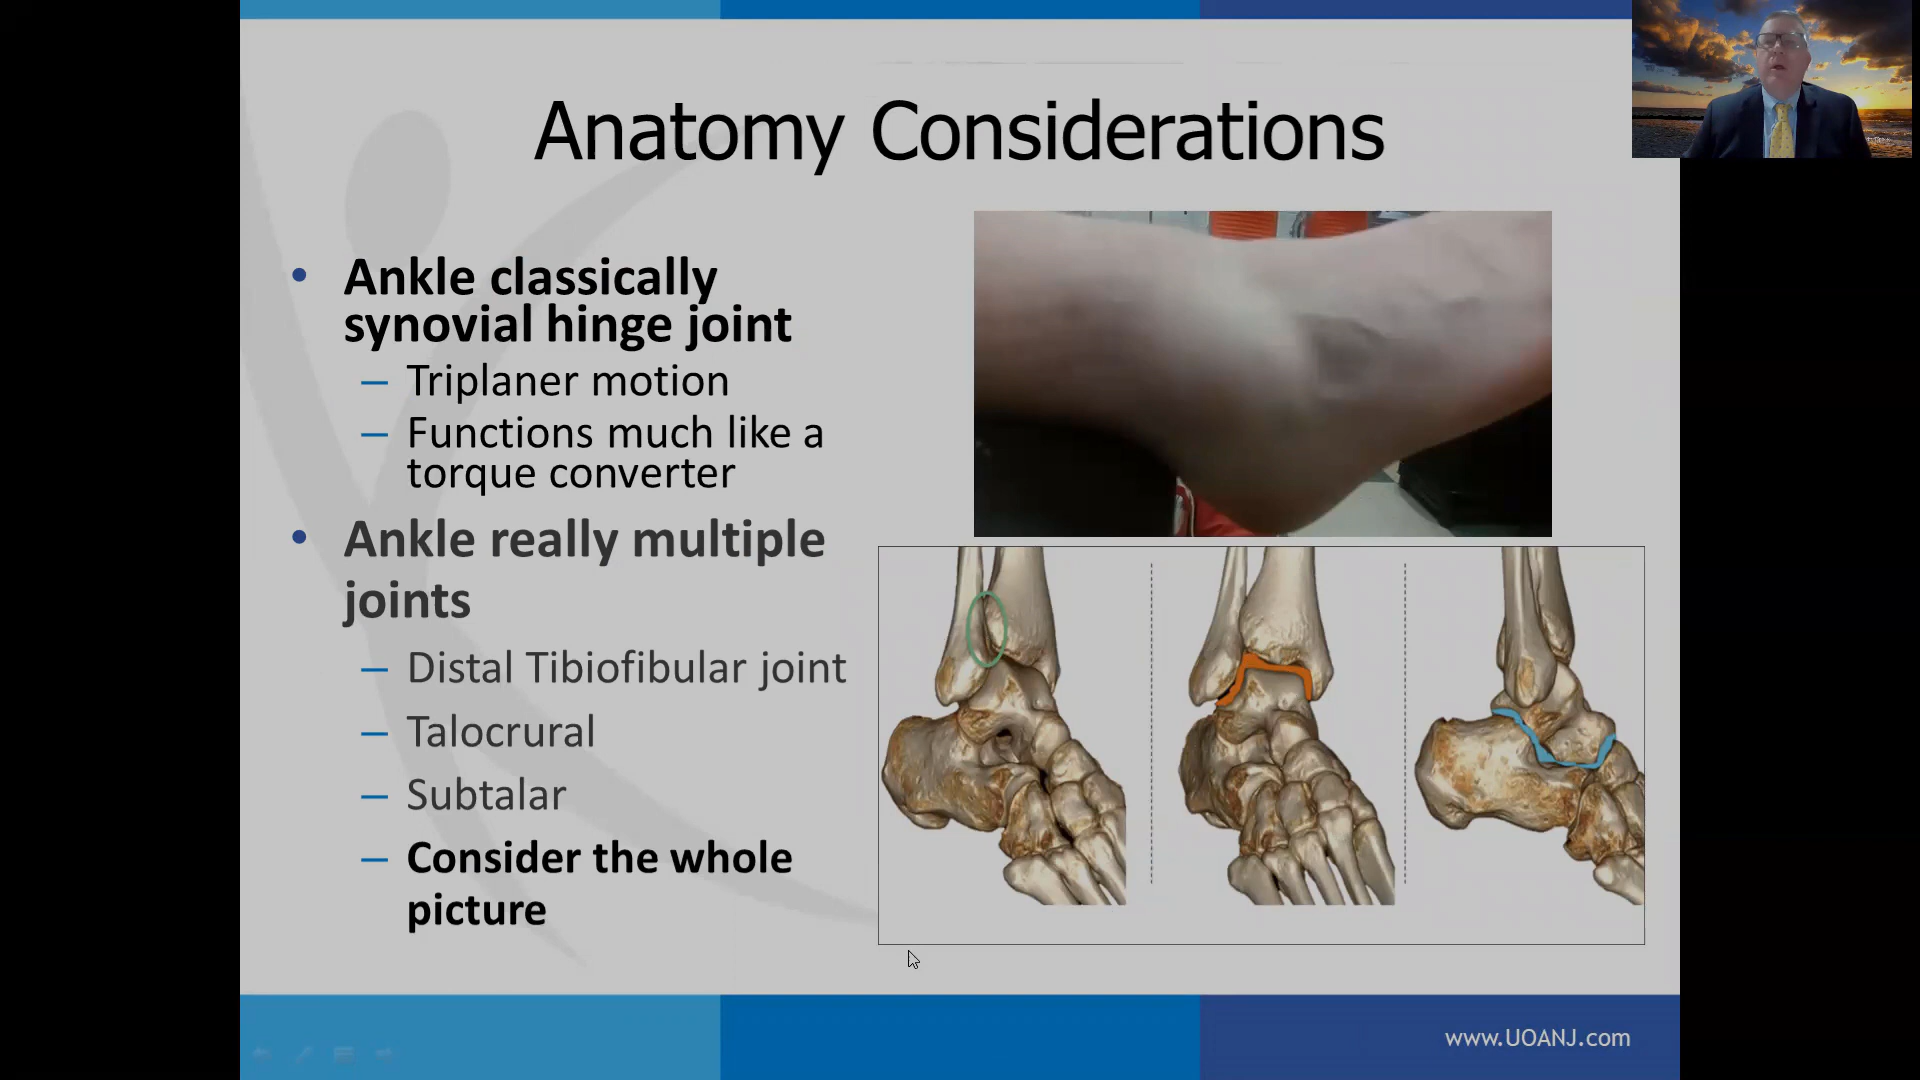 Anatomy Considerations
• Ankle classically
synovial hinge joint
– Triplaner motion
– Functions much like a
torque converter
• Ankle really multiple
joints
– Distal Tibiofibular joint
– Talocrural
– Subtalar
– Consider the whole
picture
www.UOANJ.com